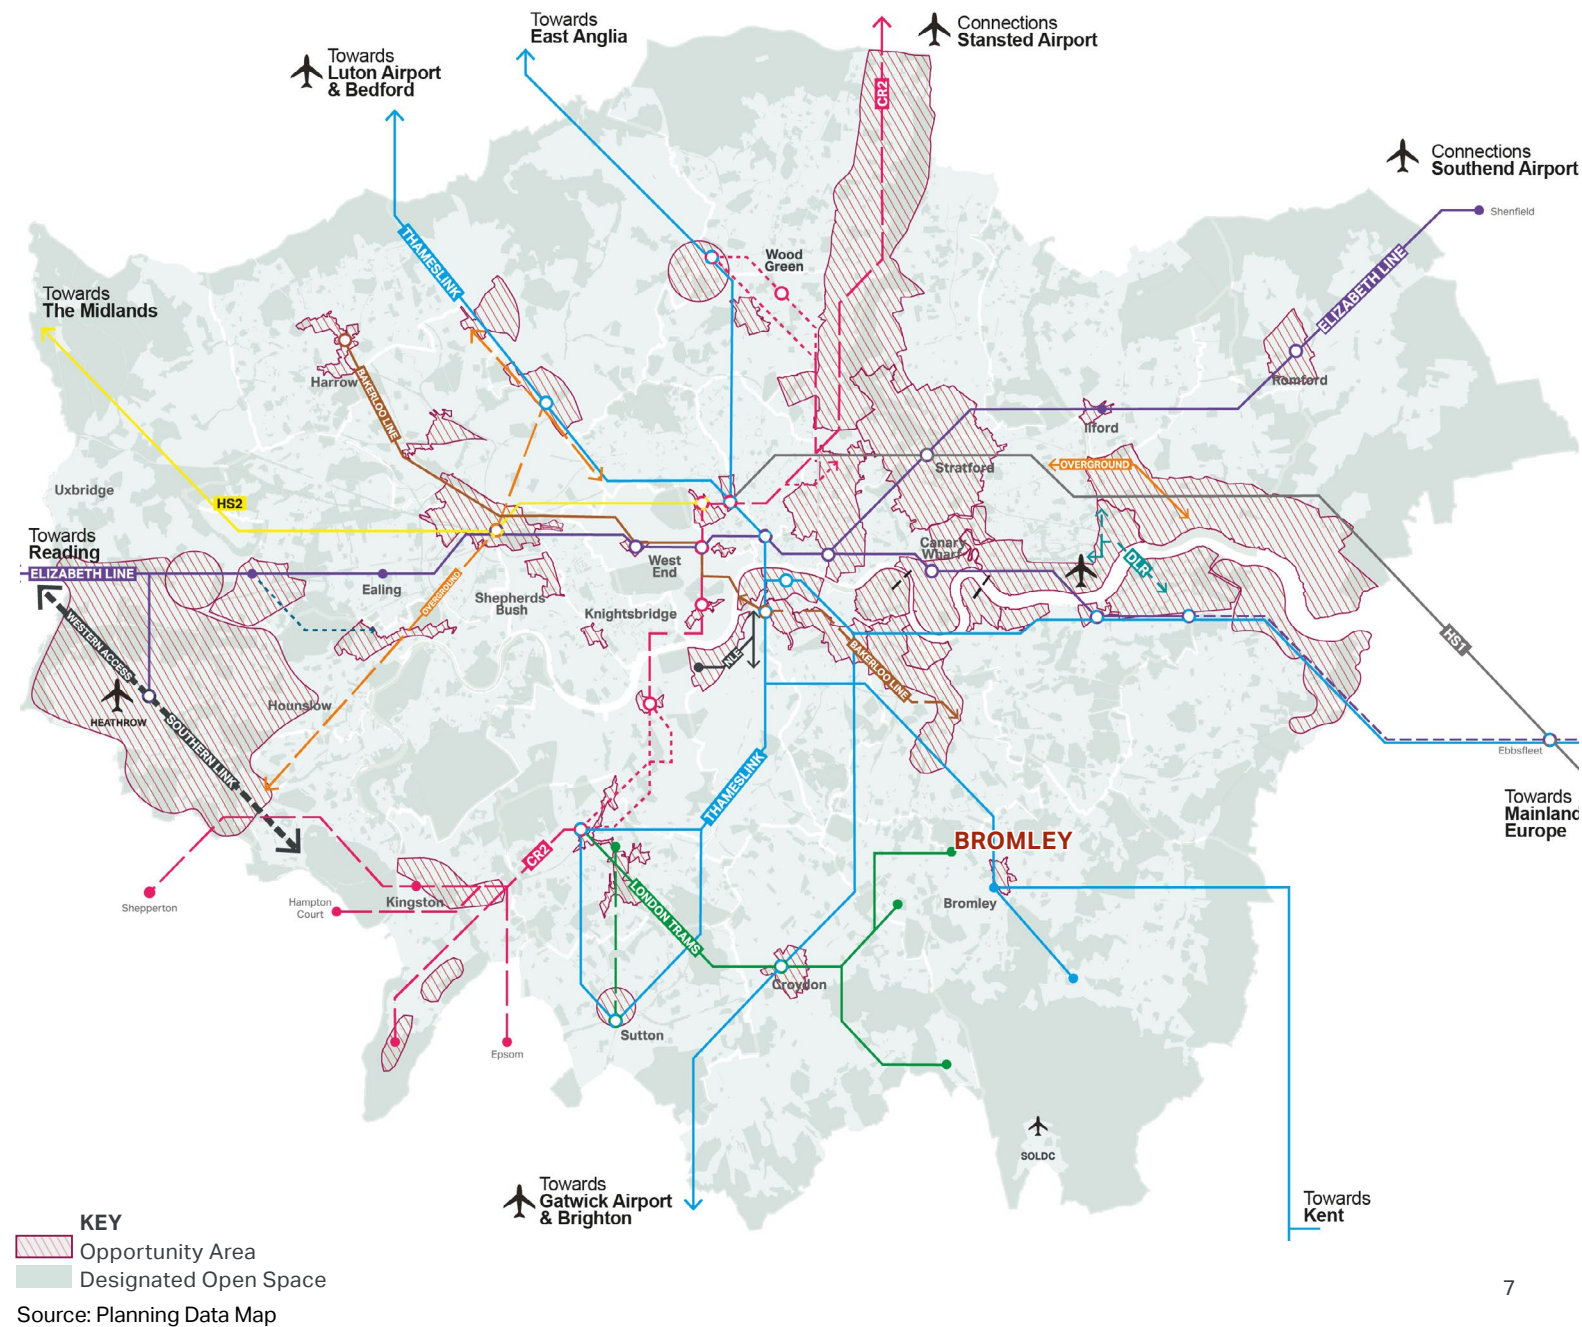 Towards
East Anglia
Connections
Stansted Airport
Towards
Luton Airport
& Bedford
CR2
Connections
Southend Airport
Shenfield
THAMESLINK
Wood
Green
ELIZABETH LINE
Towards
The Midlands
Harrow
BAKERLOO LINE
Romford
Ilford
Stratford
OVERGROUND
Uxbridge
HS2
Towards
Reading
ELIZABETH LINE
Ealing
OVERGROUND
Shepherds
Bush
West
End
Knightsbridge
Canary
Wharf
DLR
WESTERN ACCESS
HEATHROW
SOUTHERN LINK
Hounslow
NLE
BAKERLOO LINE
HS1
Ebbsfleet
Towards
Mainland
Europe
THAMESLINK
BROMLEY
CR2
Shepperton
Hampton
Court
Kingston
LONDON TRAMS
Bromley
Croydon
Sutton
Epsom
SOLDC
Towards
Gatwick Airport
& Brighton
Towards
Kent
KEY
Opportunity Area
Designated Open Space
7
Source: Planning Data Map